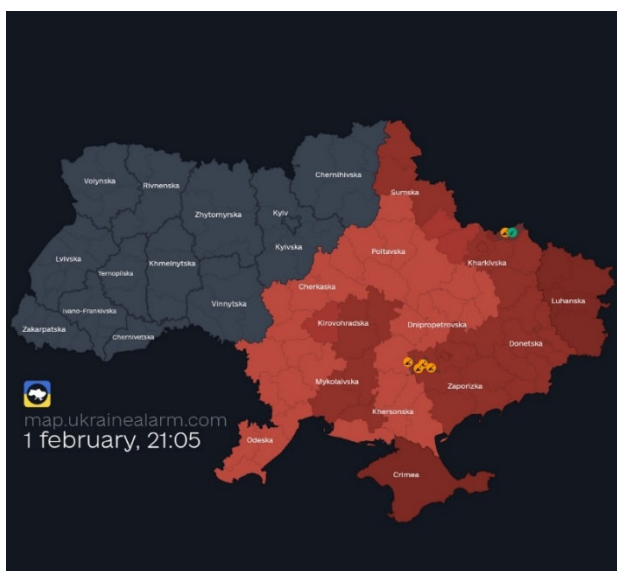 Chernihivska
Sumska
Volynska
Rivnenska
Zhytomyrska
Kyiv
Kyivska
Poltavska
Kharkivska
Lvivska
Khmelnytska
Ternopilska
Cherkaska
Luhanska
Vinnytska
Ivano-Frankivska
Kirovohradska
Dnipropetrovska
Zakarpatska
Chernivetska
Donetska
Mykolaivska
Zaporizka
Khersonska
Odeska
Crimea
map.ukrainealarm.com
1 february, 21:05